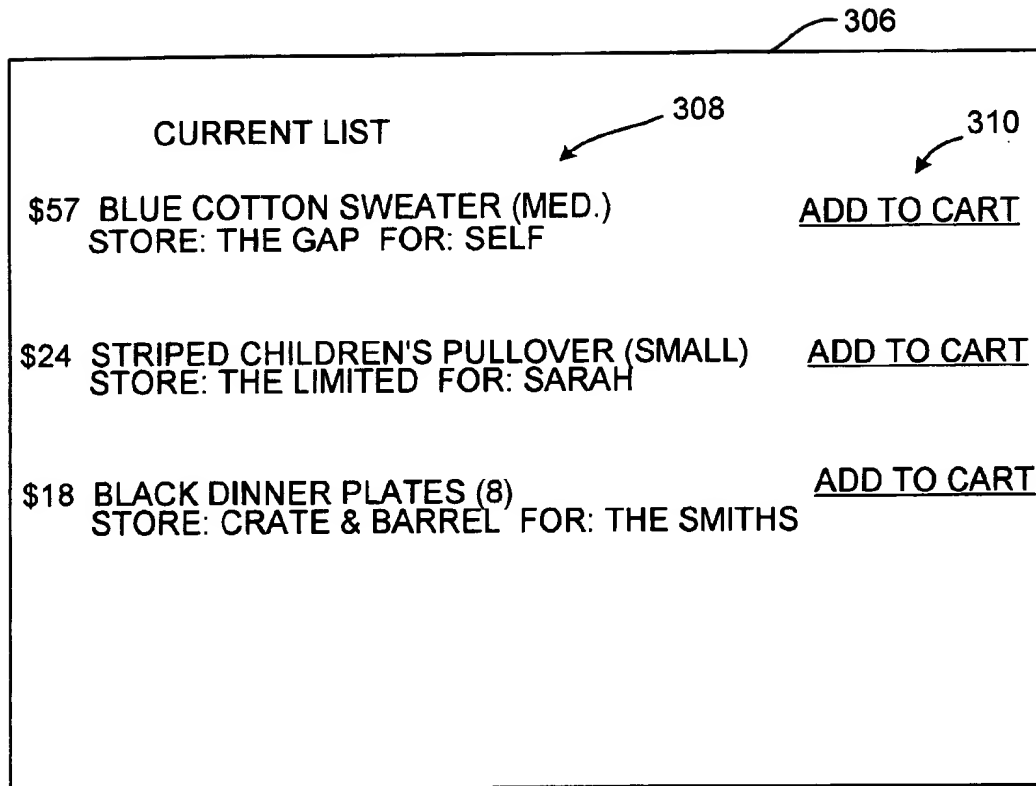 306
CURRENT LIST
308
310
$57 BLUE COTTON SWEATER (MED.)
ADD TO CART
STORE: THE GAP FOR: SELF
$24 STRIPED CHILDREN'S PULLOVER (SMALL)
ADD TO CART
STORE: THE LIMITED FOR: SARAH
$18 BLACK DINNER PLATES (8)
ADD TO CART
STORE: CRATE & BARREL FOR: THE SMITHS